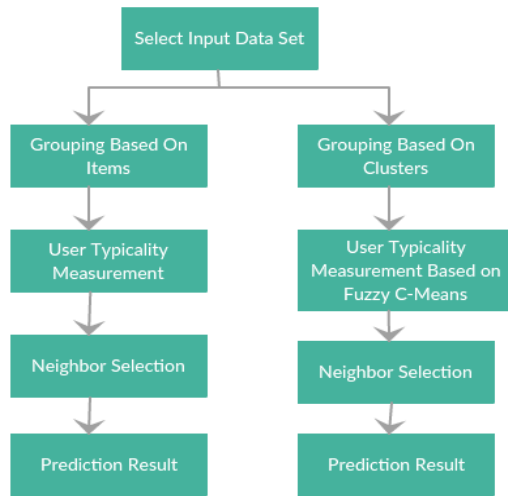 Select Input Data Set
Grouping Based On
Items
User Typicality
Measurement
Neighbor Selection
Prediction Result
Grouping Based On
Clusters
User Typicality
Measurement Based on
Fuzzy C-Means
Neighbor Selection
Prediction Result